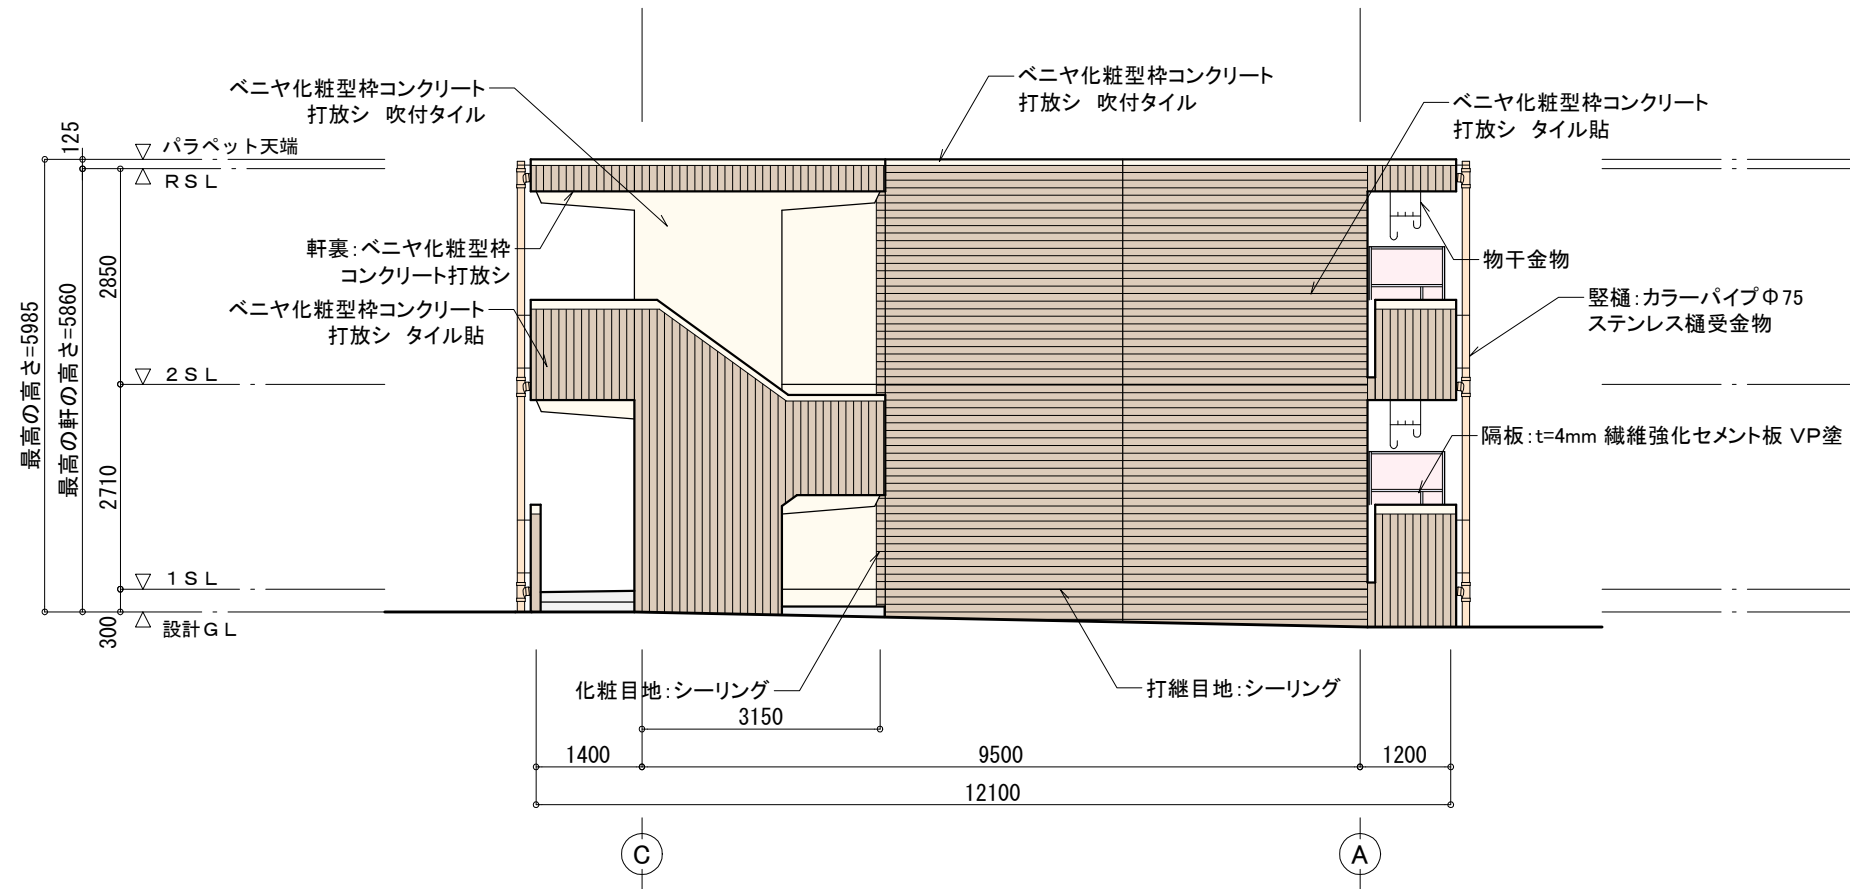 ベニヤ化粧型枠コンクリート
打放シ 吹付タイル
ベニヤ化粧型枠コンクリート
打放シ 吹付タイル
ベニヤ化粧型枠コンクリート
打放シ タイル貼
125
パラペット天端
RSL
軒裏:ベニヤ化粧型枠
コンクリート打放シ
物干金物
2850
最高の高さ=5985
最高の軒の高さ=5860
ベニヤ化粧型枠コンクリート
打放シ タイル貼
竪樋:カラーパイプΦ75
ステンレス樋受金物
2SL
隔板:t=4mm 繊維強化セメント板 VP塗
2710
1SL
300
設計GL
化粧目地:シーリング
打継目地:シーリング
3150
1400
9500
1200
12100
C
A